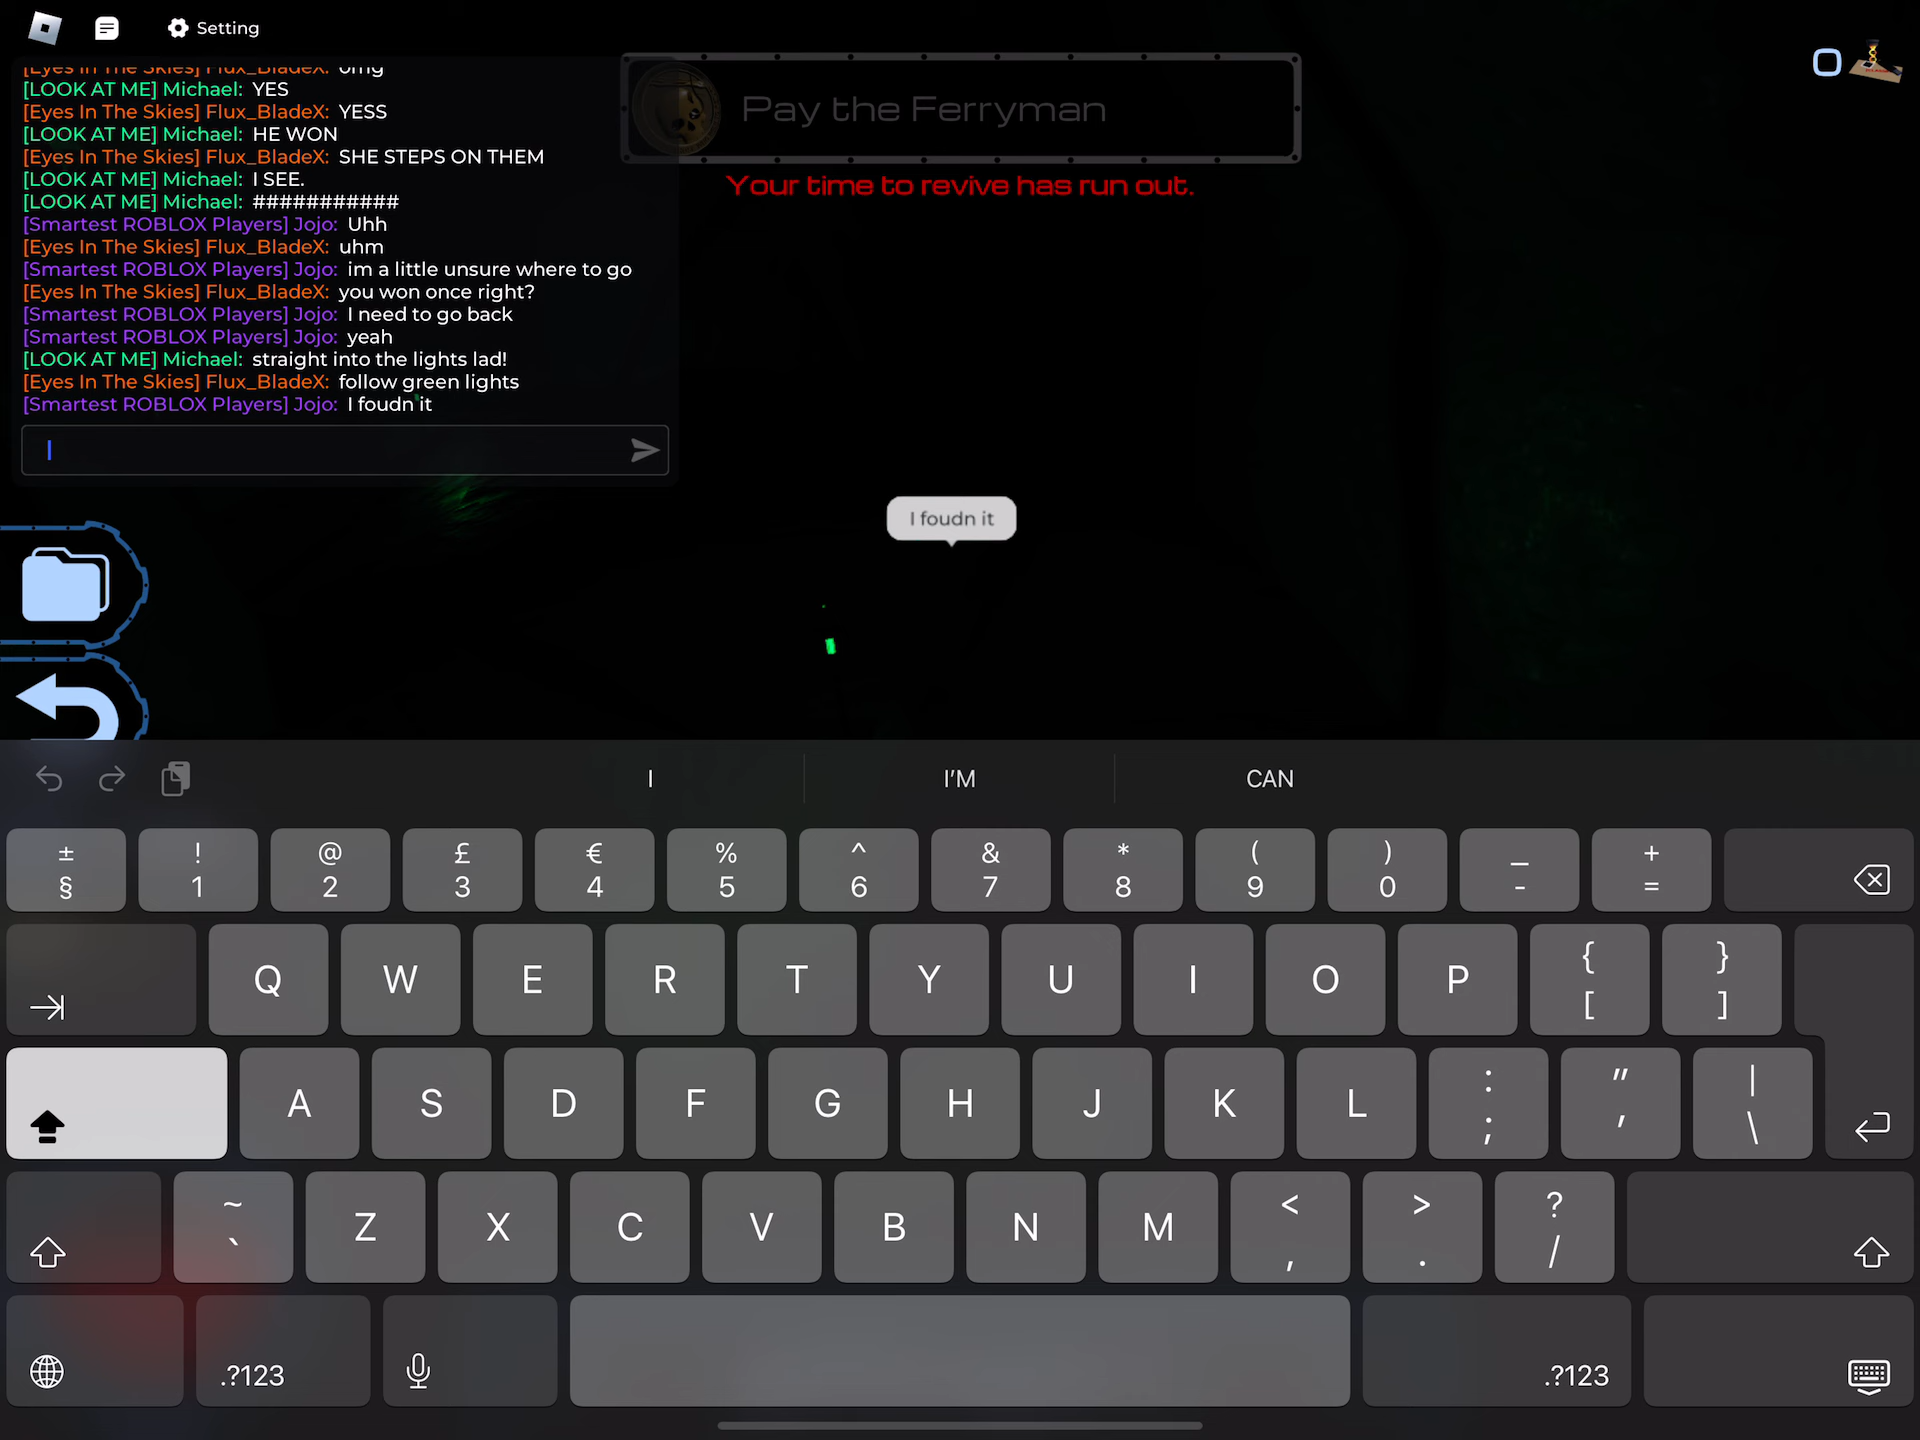 Setting
[Eyes In The Skies] Flux_BladeX: omg
[LOOK AT ME] Michael: YES
[Eyes In The Skies] Flux_BladeX: YESS
[LOOK AT ME] Michael: HE WON
[Eyes In The Skies] Flux_BladeX: SHE STEPS ON THEM
[LOOK AT ME] Michael: I SEE.
[LOOK AT ME] Michael: ###########
[Smartest ROBLOX Players] Jojo: Uhh
[Eyes In The Skies] Flux_BladeX: uhm
[Smartest ROBLOX Players] Jojo: im a little unsure where to go
[Eyes In The Skies] Flux_BladeX: you won once right?
[Smartest ROBLOX Players] Jojo: I need to go back
[Smartest ROBLOX Players] Jojo: yeah
[LOOK AT ME] Michael: straight into the lights lad!
[Eyes In The Skies] Flux_BladeX: follow green lights
[Smartest ROBLOX Players] Jojo: I foudn it
Pay the Ferryman
Your time to revive has run out.
I foudn it
I I'M CAN
± ! @ £ € % ^ & * ( ) _ +
§ 1 2 3 4 5 6 7 8 9 0 - =
Q W E R T Y U I O P { [ } ]
A S D F G H J K L : ; " ' | \
~ ` Z X C V B N M < , > . ? /
.?123 .?123